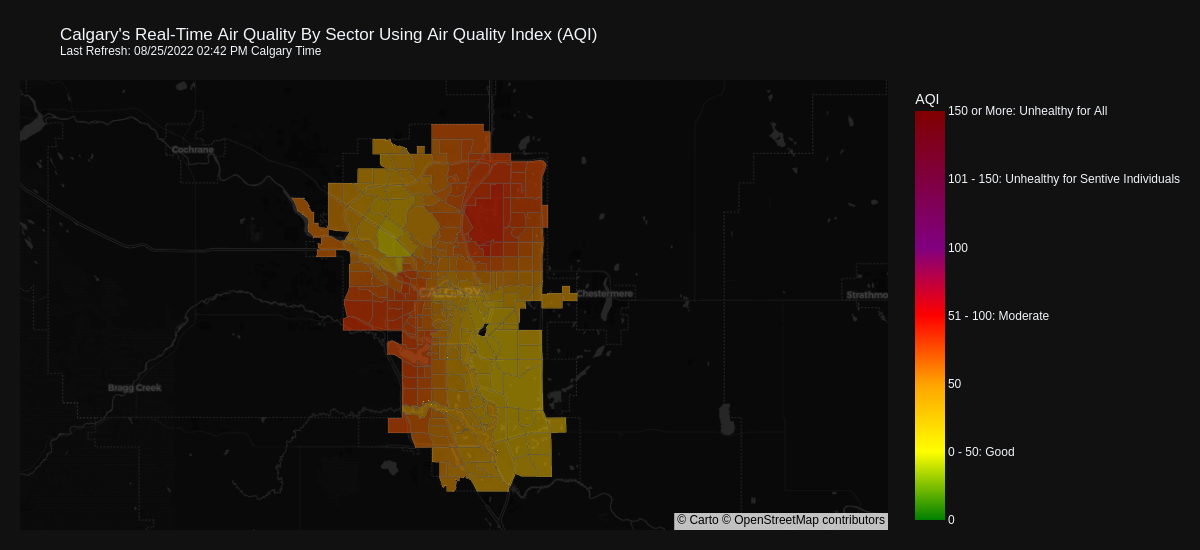 Calgary's Real-Time Air Quality By Sector Using Air Quality Index (AQI)
Last Refresh: 08/25/2022 02:42 PM Calgary Time
AQI
150 or More: Unhealthy for All
Cochrane
101 - 150: Unhealthy for Sentive Individuals
100
CALGARY
Chestermere
Strathmo
51 - 100: Moderate
50
Bragg Creek
0 - 50: Good
0
© Carto © OpenStreetMap contributors